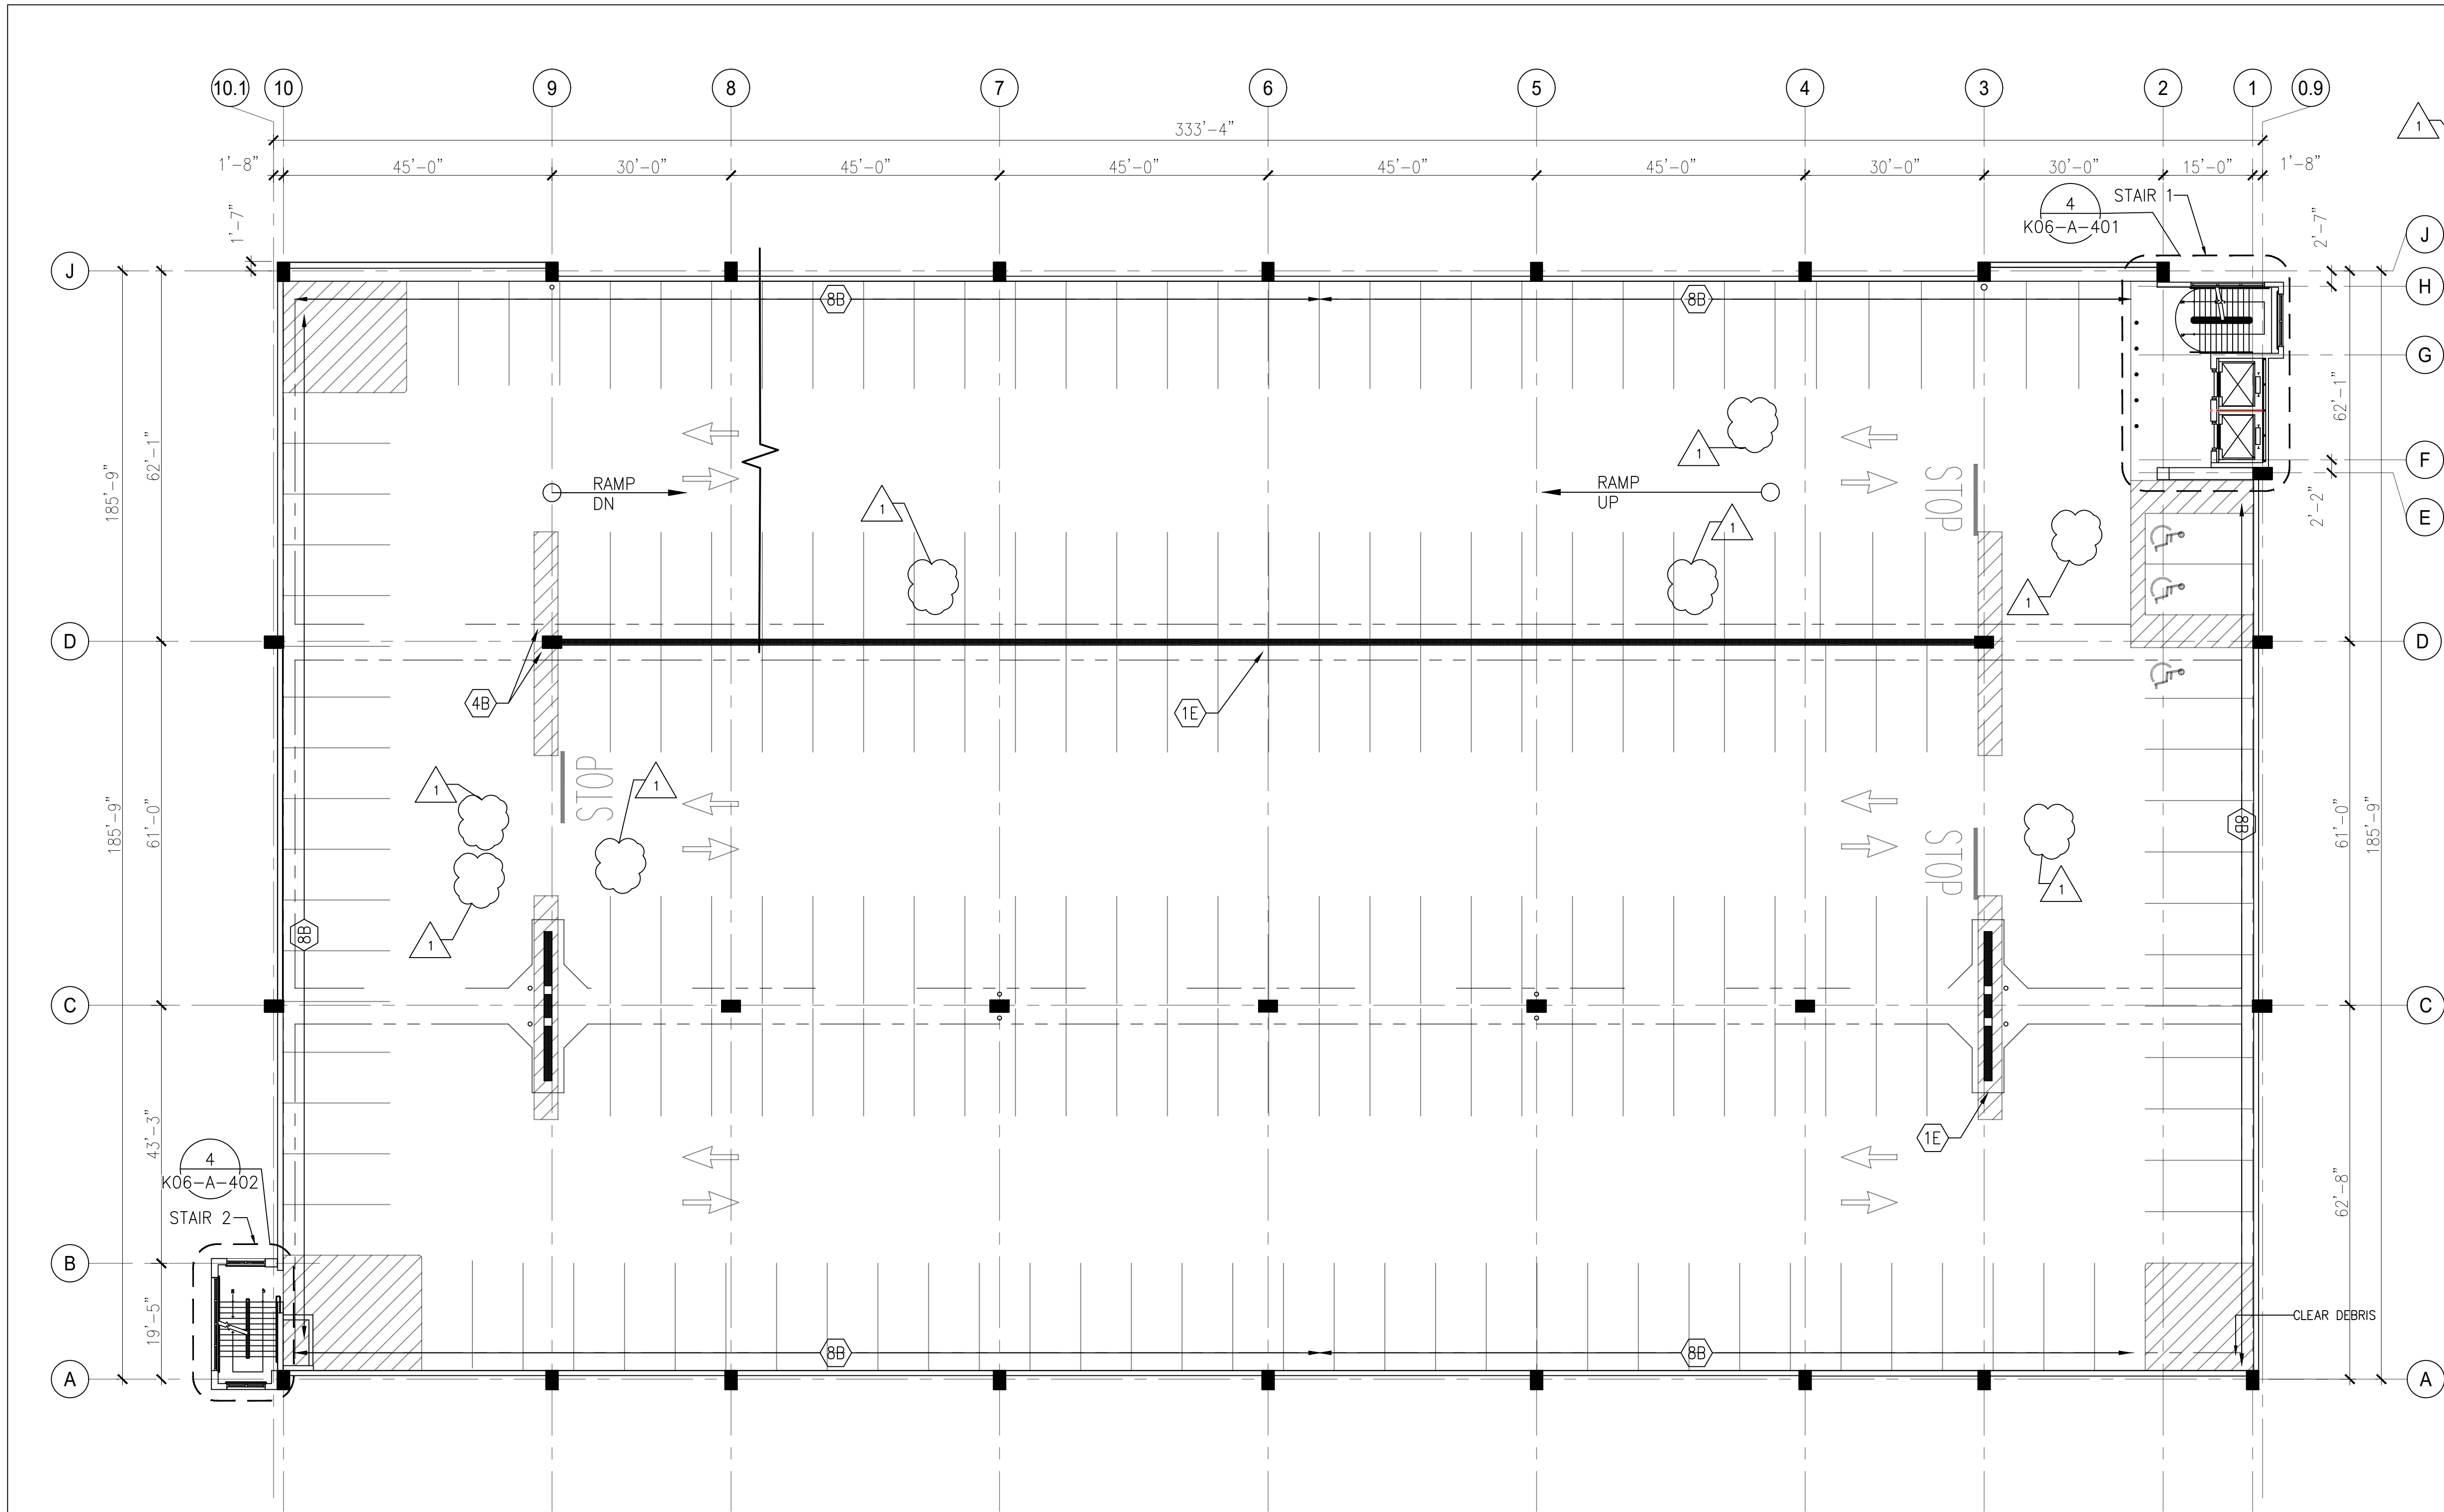 10.1 10 9 8 7 6 5 4 3 2 1 0.9
333'-4"
1
1'-8" 45'-0" 30'-0" 45'-0" 45'-0" 45'-0" 45'-0" 30'-0" 30'-0" 15'-0" 1'-8"
4
K06-A-401
STAIR 1
1'-7"
2'-7"
J
J
8B
8B
H
G
62'-1"
62'-1"
185'-9"
1
F
RAMP
DN
RAMP
UP
STOP
1
1
2'-2"
E
1
D
D
4B
1E
STOP
1
1
185'-9"
61'-0"
8B
61'-0"
185'-9"
STOP
1
1
8B
C
C
43'-3"
1E
4
K06-A-402
STAIR 2
62'-8"
B
19'-5"
CLEAR DEBRIS
8B
8B
A
A